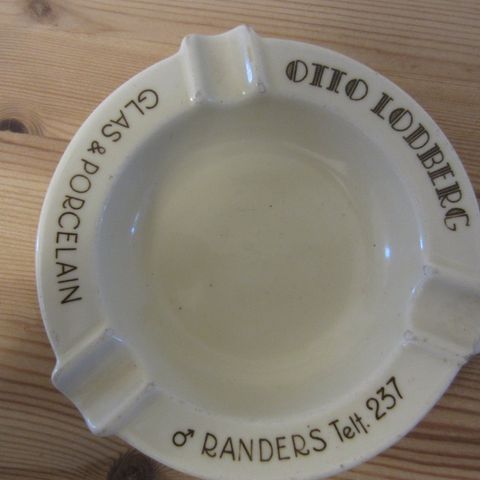 OTTO LODBERG
GLAS & PORCELAIN
♂ RANDERS Telf. 237